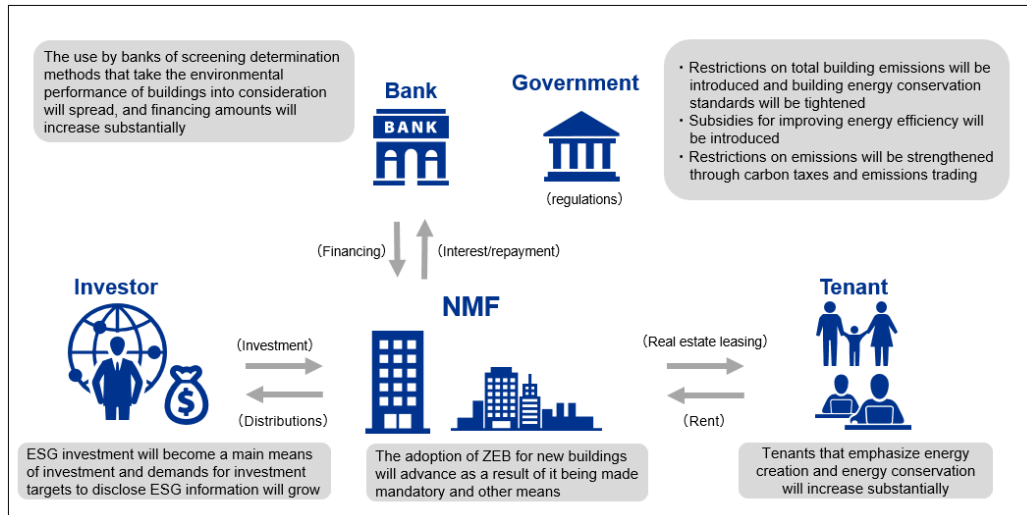 The use by banks of screening determination
methods that take the environmental
performance of buildings into consideration
will spread, and financing amounts will
increase substantially
Bank
BANK
Government
(regulations)
・Restrictions on total building emissions will be
introduced and building energy conservation
standards will be tightened
・Subsidies for improving energy efficiency will
be introduced
・Restrictions on emissions will be strengthened
through carbon taxes and emissions trading
(Financing)
(Interest/repayment)
Investor
$
NMF
Tenant
(Investment)
(Distributions)
(Real estate leasing)
(Rent)
ESG investment will become a main means
of investment and demands for investment
targets to disclose ESG information will grow
The adoption of ZEB for new buildings
will advance as a result of it being made
mandatory and other means
Tenants that emphasize energy
creation and energy conservation
will increase substantially